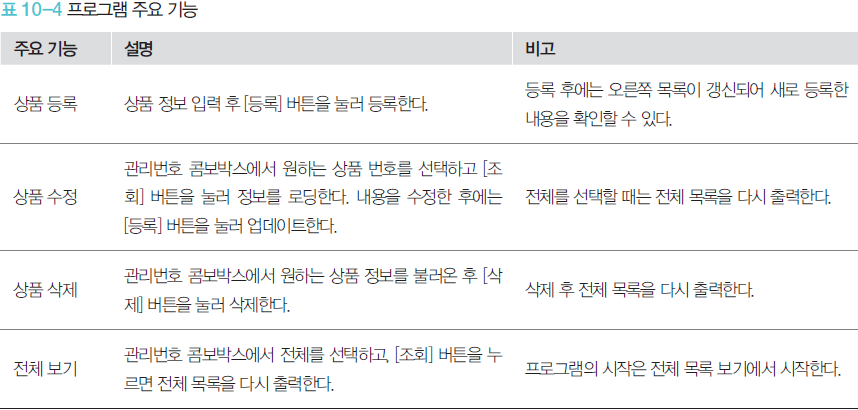 표 10-4 프로그램 주요 기능
주요 기능 설명 비고
상품 등록 상품 정보 입력 후 [등록] 버튼을 눌러 등록한다. 등록 후에는 오른쪽 목록이 갱신되어 새로 등록한
내용을 확인할 수 있다.
관리번호 콤보박스에서 원하는 상품 번호를 선택하고 [조
상품 수정 회] 버튼을 눌러 정보를 로딩한다. 내용을 수정한 후에는 전체를 선택할 때는 전체 목록을 다시 출력한다.
[등록] 버튼을 눌러 업데이트한다.
상품 삭제 관리번호 콤보박스에서 원하는 상품 정보를 불러온 후 [삭
제] 버튼을 눌러 삭제한다. 삭제 후 전체 목록을 다시 출력한다.
전체 보기 관리번호 콤보박스에서 전체를 선택하고, [조회] 버튼을 누
르면 전체 목록을 다시 출력한다. 프로그램의 시작은 전체 목록 보기에서 시작한다.